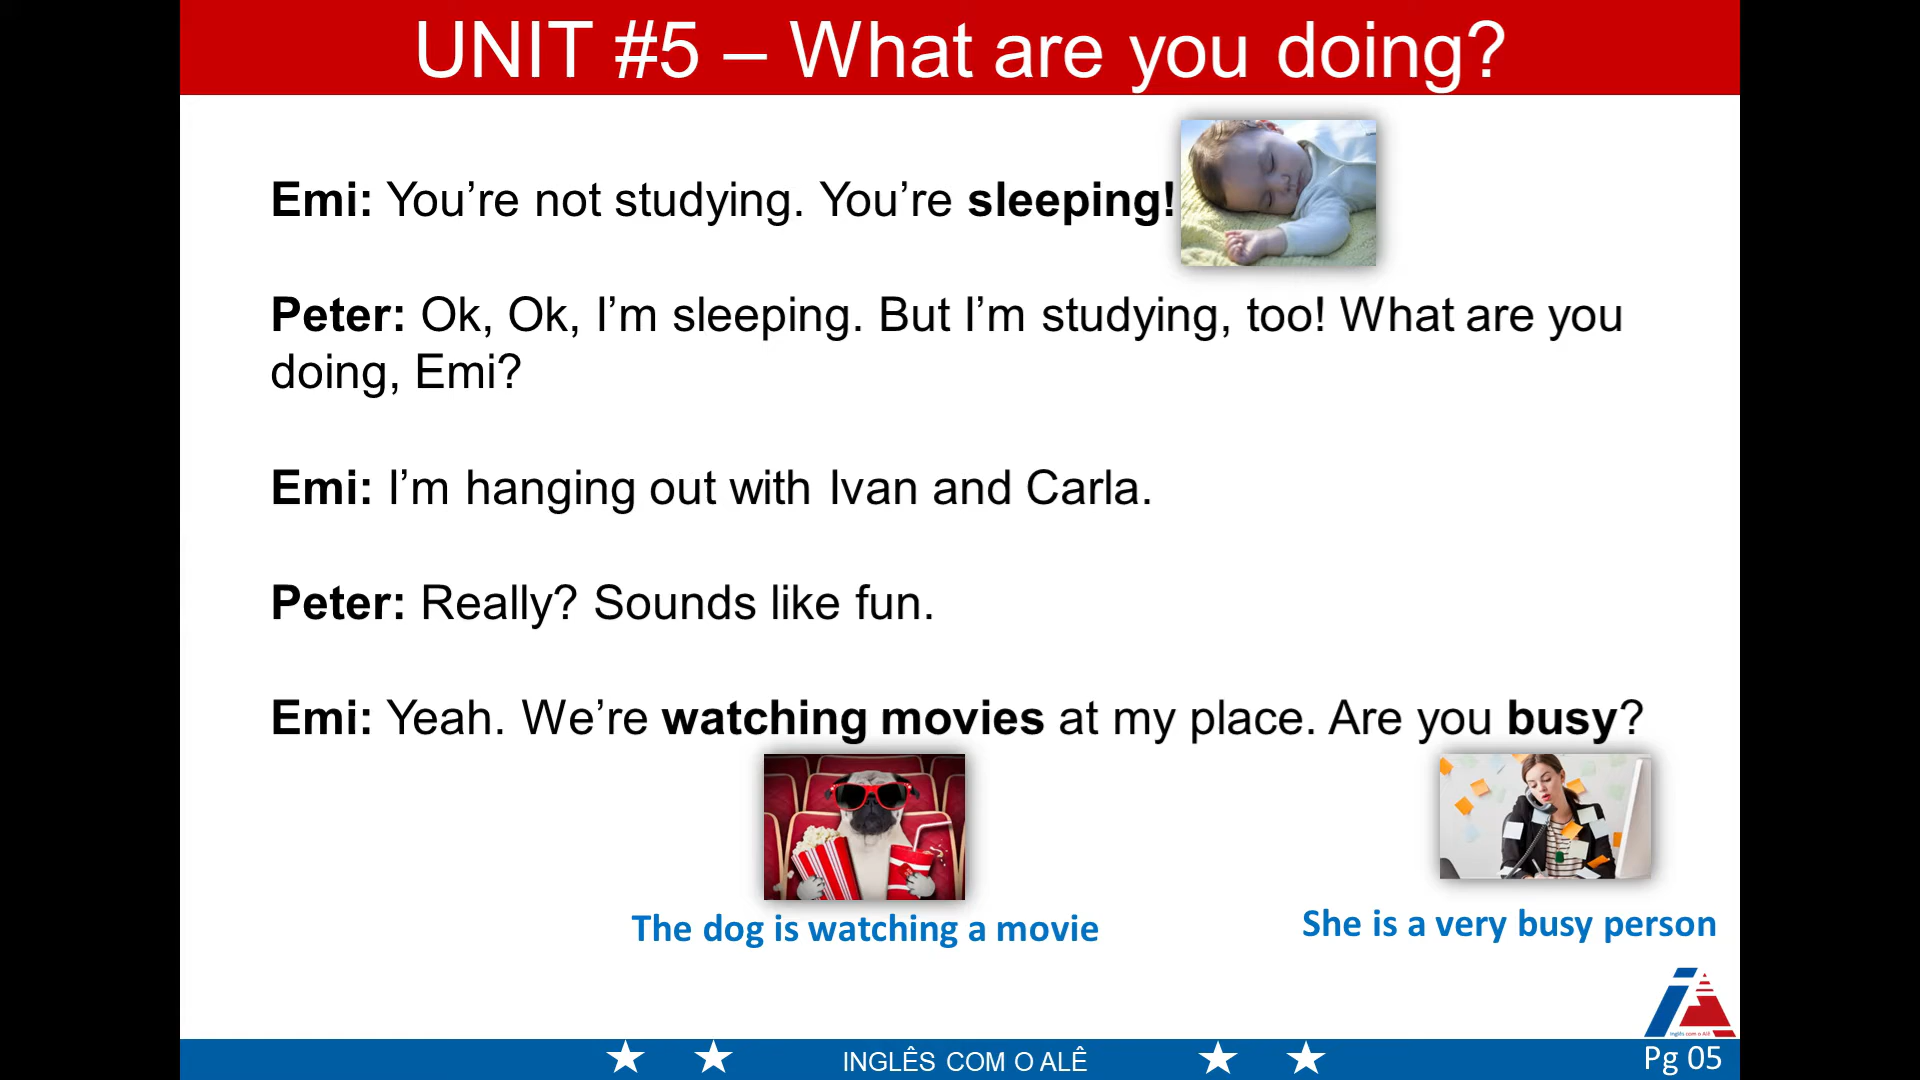 UNIT #5 – What are you doing?
Emi: You’re not studying. You’re sleeping!
Peter: Ok, Ok, I’m sleeping. But I’m studying, too! What are you
doing, Emi?
Emi: I’m hanging out with Ivan and Carla.
Peter: Really? Sounds like fun.
Emi: Yeah. We’re watching movies at my place. Are you busy?
The dog is watching a movie
She is a very busy person
Inglês com o Alê
INGLÊS COM O ALÊ
Pg 05